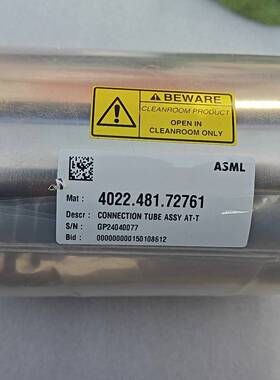 BEWARE
CLEANROOM PRODUCT
OPEN IN
CLEANROOM ONLY
ASML
Mat : 4022.481.72761
Descr : CONNECTION TUBE ASSY AT-T
S/N : GP24040077
Bid : 000000000150108612